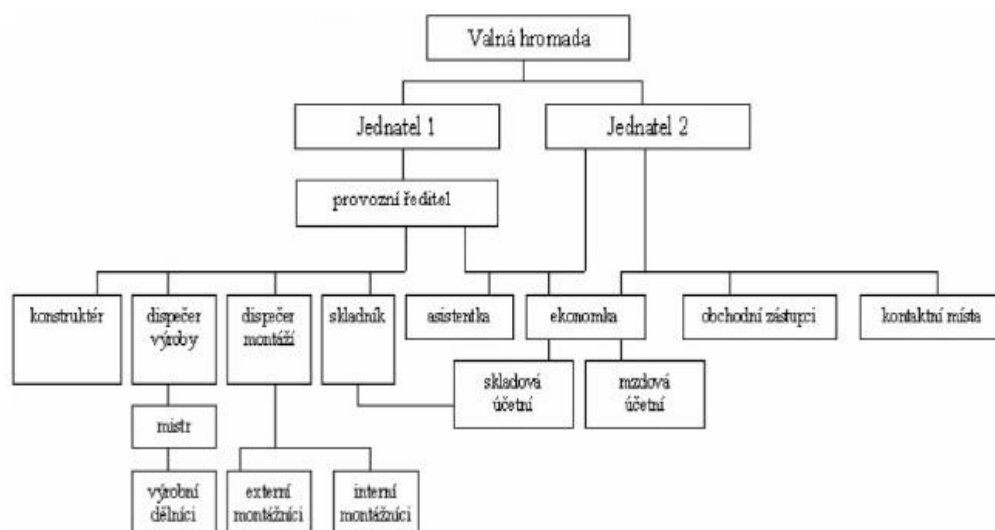 Valná hromada
Jednatel 1
Jednatel 2
provozní ředitel
konstruktér
dispečer
výroby
dispečer
montáží
skladník
asistentka
ekonomka
obchodní zástupci
kontaktní místa
skladová
účetní
mzdová
účetní
mistr
výrobní
dělníci
externí
montážníci
interní
montážníci